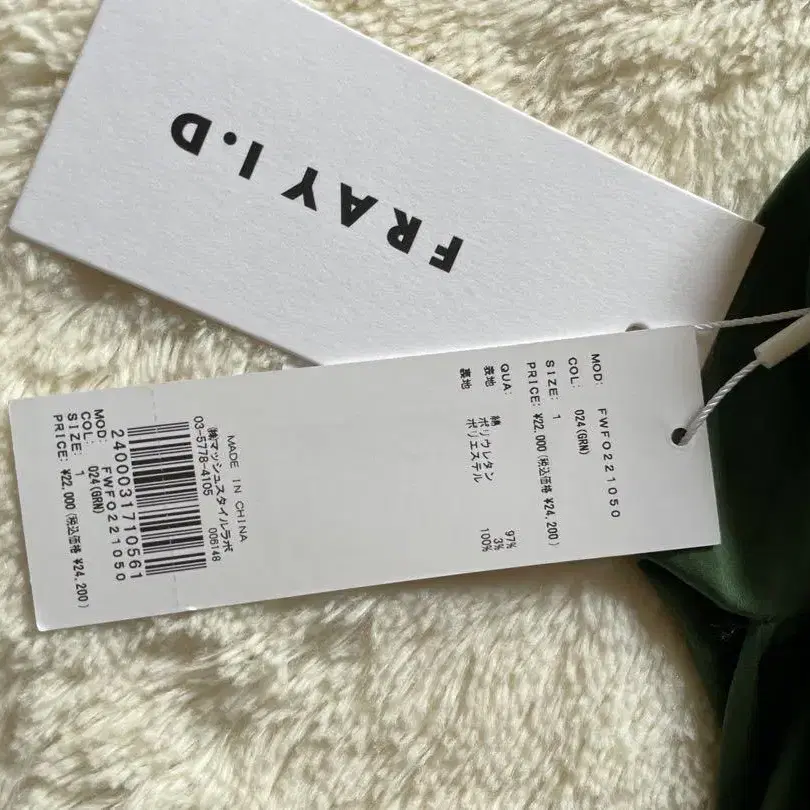 FRAY I.D
MOD: FWFO221050
COL: 024(GRN)
SIZE: 1
PRICE: ¥22,000(税込価格 ¥24,200)
QUA:
表地 綿 97%
ポリウレタン 3%
裏地 ポリエステル 100%
MADE IN CHINA
㈱マッシュスタイルラボ
03-5778-4105 006148
2400031710561
MOD: FWFO221050
COL: 024(GRN)
SIZE: 1
PRICE: ¥22,000(税込価格 ¥24,200)